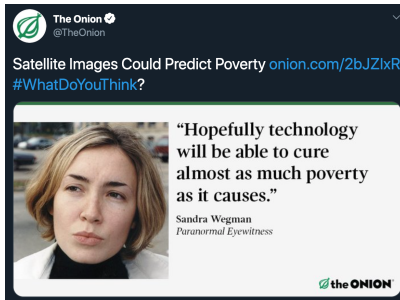 The Onion
@TheOnion
Satellite Images Could Predict Poverty onion.com/2bJZlxR
#WhatDoYouThink?
“Hopefully technology
will be able to cure
almost as much poverty
as it causes.”
Sandra Wegman
Paranormal Eyewitness
the ONION